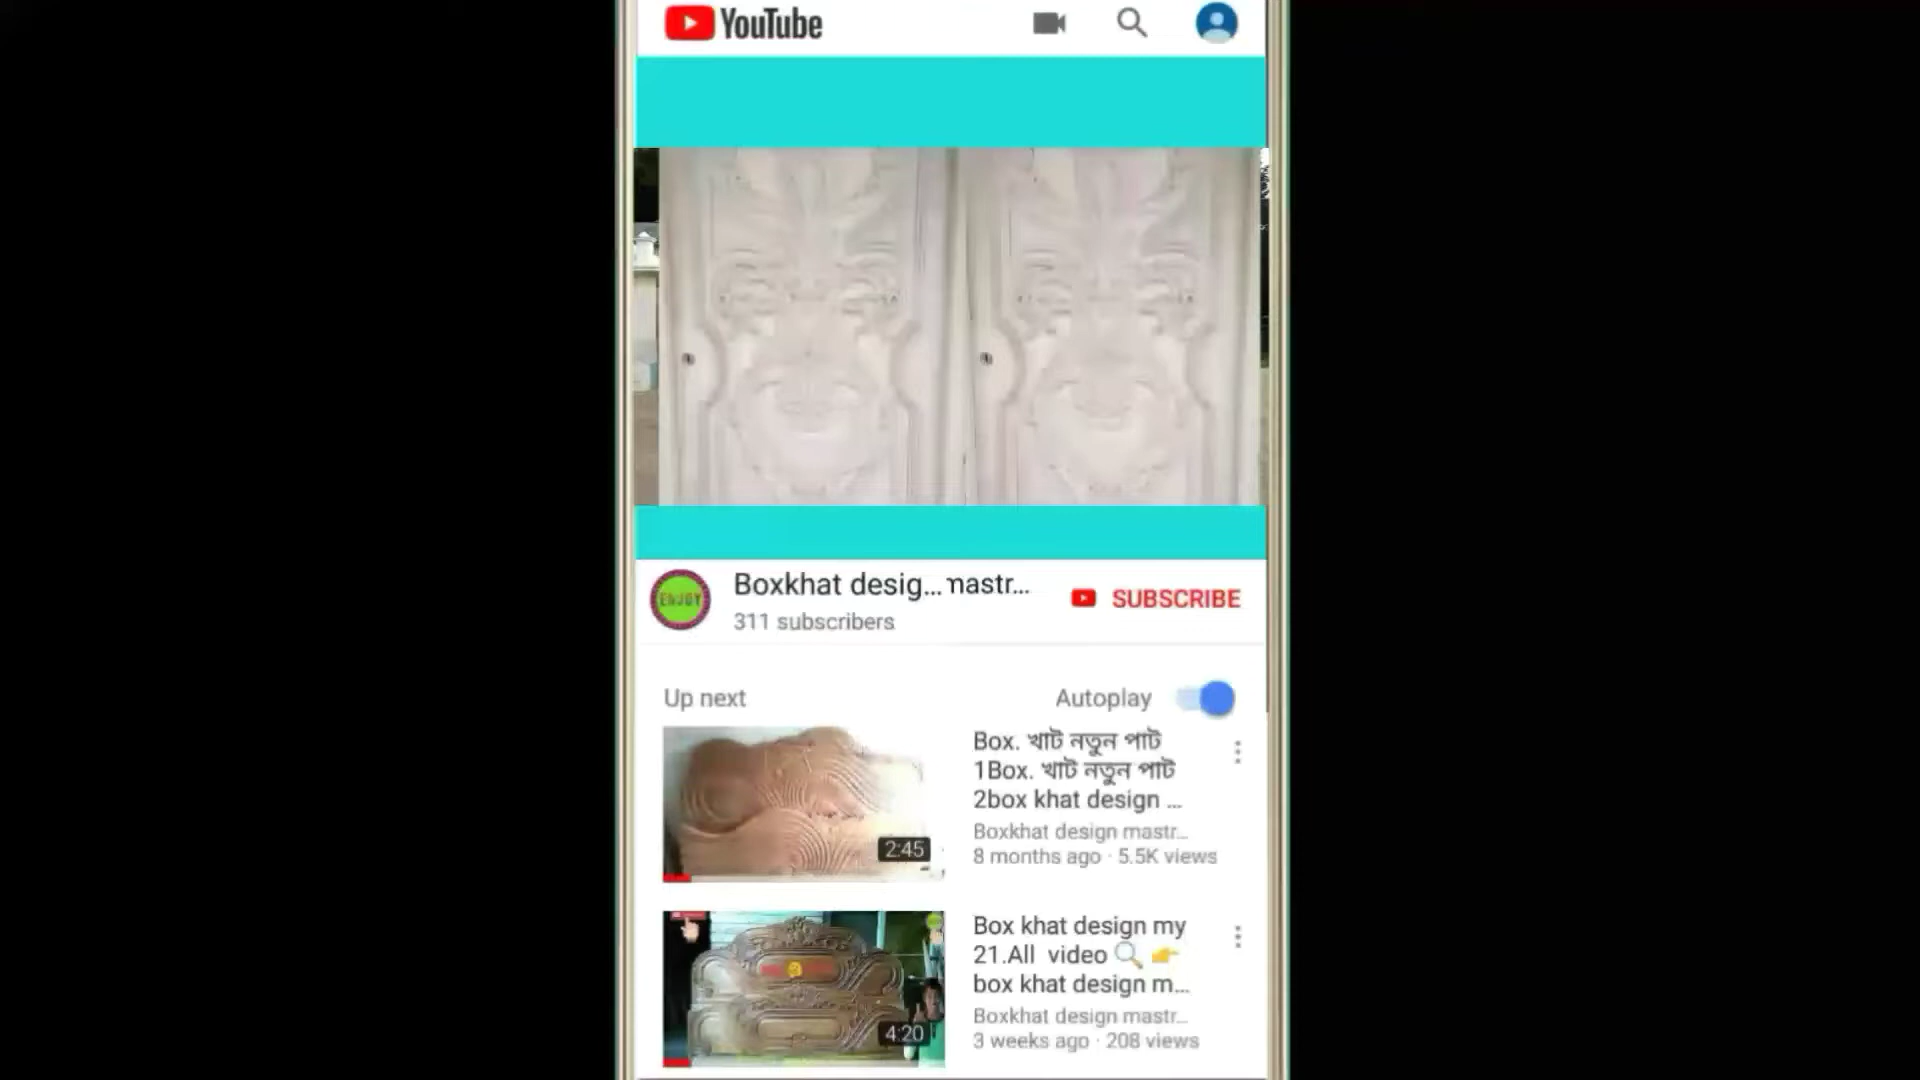 YouTube
ENJOY
Boxkhat desig... mastr...
311 subscribers
SUBSCRIBE
Up next
Autoplay
Box. খাট নতুন পাট
1Box. খাট নতুন পাট
2box khat design ...
Boxkhat design mastr...
8 months ago · 5.5K views
2:45
Box khat design my
21.All video 🔍 👉
box khat design m...
Boxkhat design mastr...
3 weeks ago · 208 views
4:20